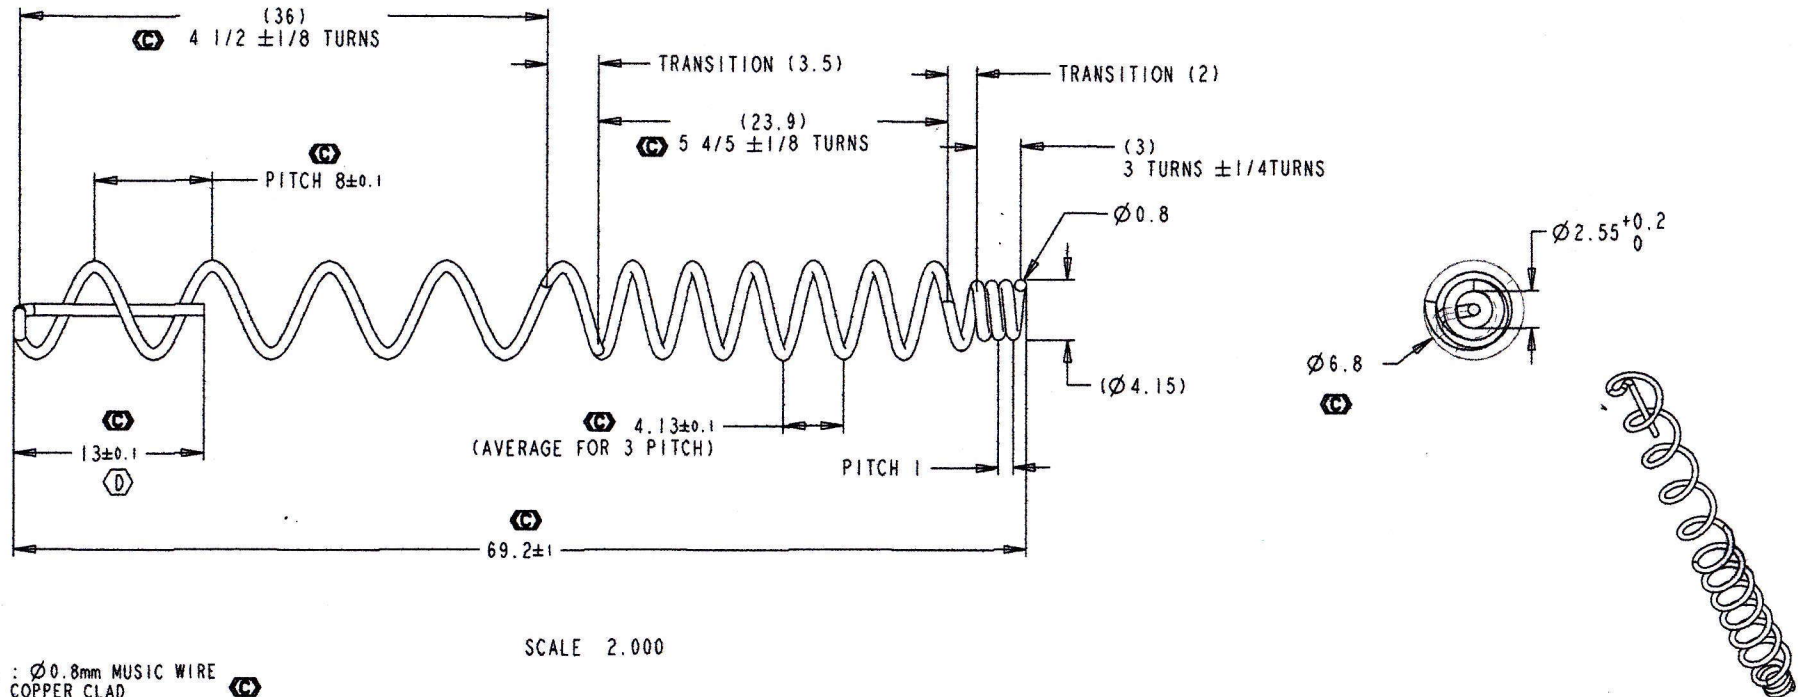 (36)
C 4 1/2 ±1/8 TURNS
TRANSITION (3.5)
TRANSITION (2)
(23.9)
C 5 4/5 ±1/8 TURNS
(3)
3 TURNS ±1/4TURNS
C
PITCH 8±0.1
Ø0.8
Ø2.55 +0.2
0
Ø6.8
C
(Ø4.15)
C
13±0.1
D
C 4.13±0.1
(AVERAGE FOR 3 PITCH)
PITCH 1
C
69.2±1
SCALE 2.000
: Ø0.8mm MUSIC WIRE
COPPER CLAD C